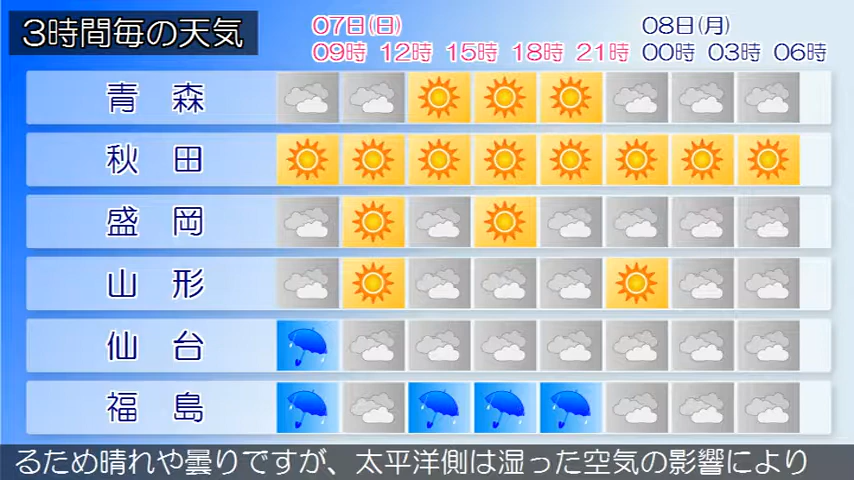 3時間毎の天気
07日(日) 08日(月)
09時 12時 15時 18時 21時 00時 03時 06時
青森
秋田
盛岡
山形
仙台
福島
るため晴れや曇りですが、太平洋側は湿った空気の影響により